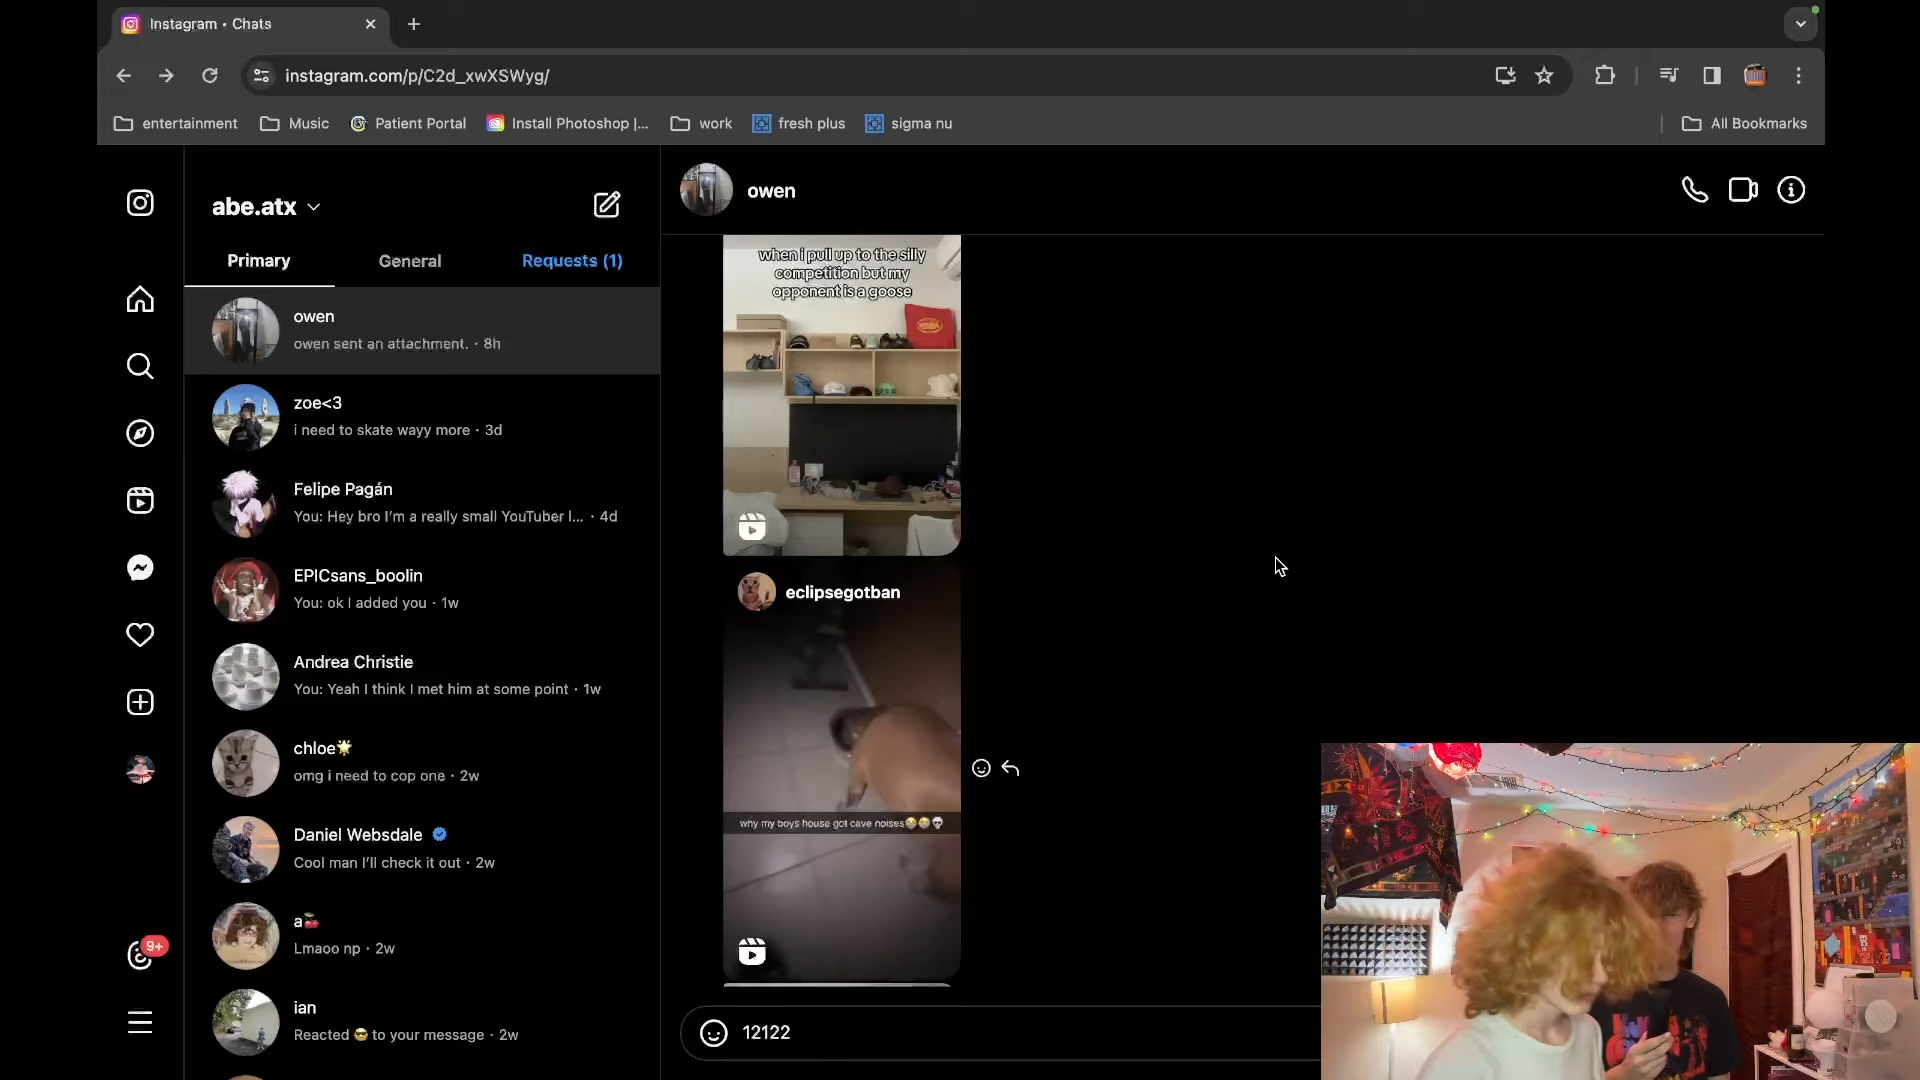 Instagram • Chats
instagram.com/p/C2d_xwXSWyg/
entertainment
Music
Patient Portal
Install Photoshop |...
work
fresh plus
sigma nu
All Bookmarks
abe.atx
Primary
General
Requests (1)
owen
owen sent an attachment. · 8h
zoe<3
i need to skate wayy more · 3d
Felipe Pagán
You: Hey bro I'm a really small YouTuber I... · 4d
EPICsans_boolin
You: ok I added you · 1w
Andrea Christie
You: Yeah I think I met him at some point · 1w
chloe🌟
omg i need to cop one · 2w
Daniel Websdale
Cool man I'll check it out · 2w
a🍒
Lmaoo np · 2w
ian
Reacted 😎 to your message · 2w
9+
owen
when i pull up to the silly
competition but my
opponent is a goose
eclipsegotban
why my boys house got cave noises😂😂💀
12122